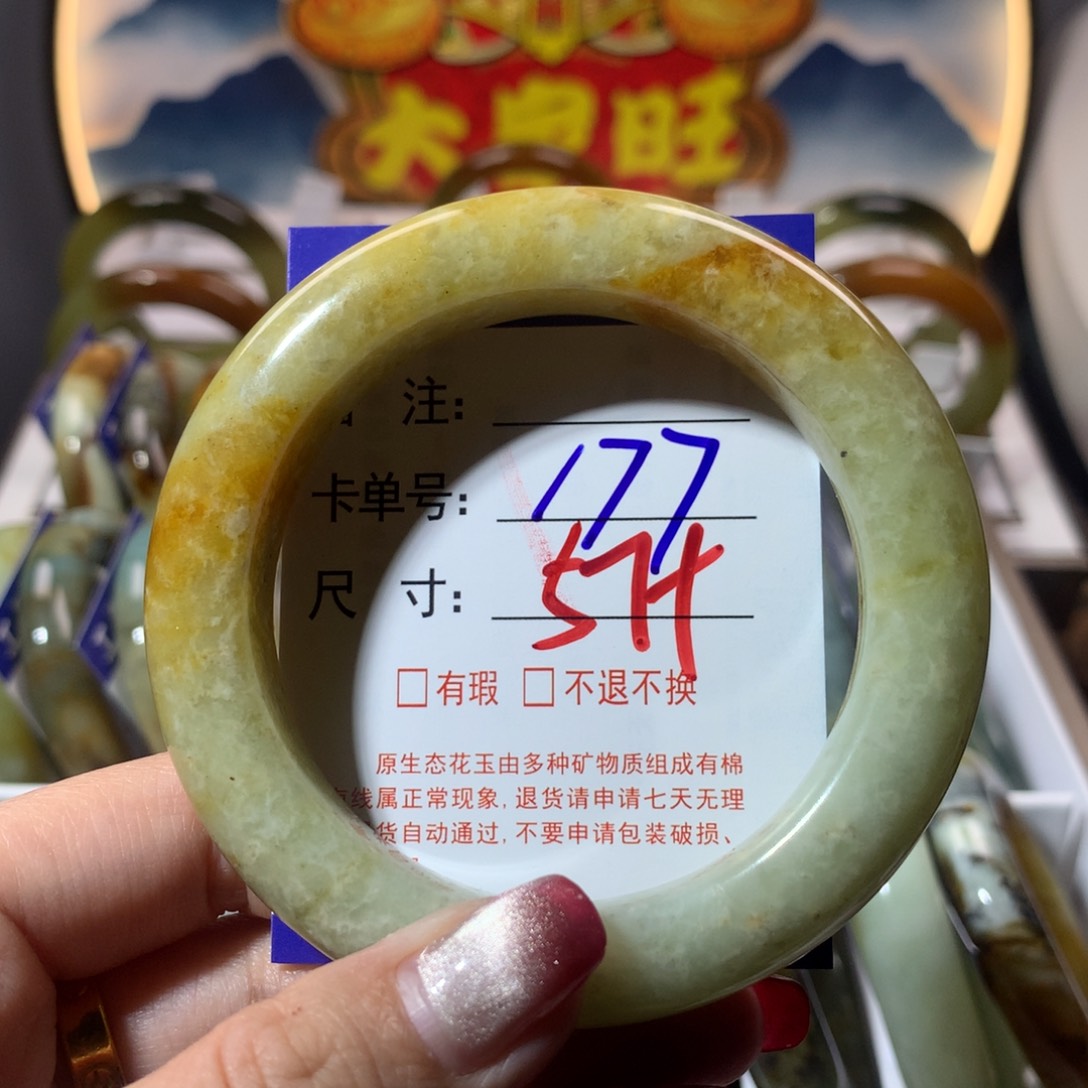 大皇旺
注:
卡单号: 177
尺 寸: 57+
□有瑕 □不退不换
原生态花玉由多种矿物质组成有棉
线属正常现象,退货请申请七天无理
货自动通过,不要申请包装破损、